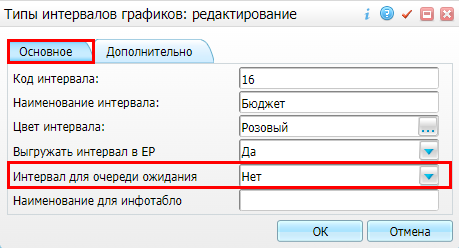 Типы интервалов графиков: редактирование
Основное
Дополнительно
Код интервала: 16
Наименование интервала: Бюджет
Цвет интервала: Розовый ...
Выгружать интервал в ЕР Да
Интервал для очереди ожидания Нет
Наименование для инфотабло
ОК Отмена